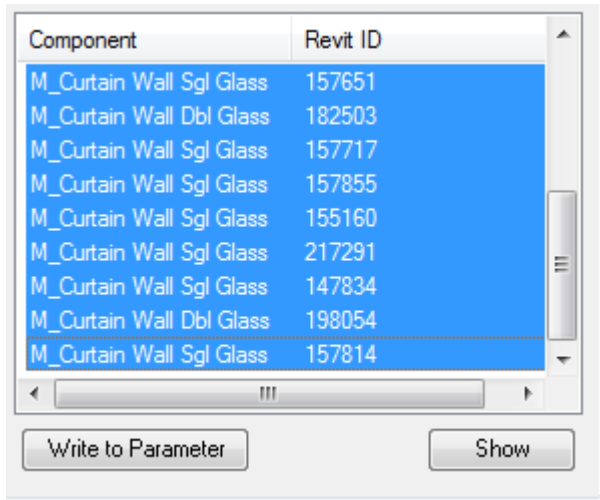 Component Revit ID
M_Curtain Wall Sgl Glass 157651
M_Curtain Wall Dbl Glass 182503
M_Curtain Wall Sgl Glass 157717
M_Curtain Wall Sgl Glass 157855
M_Curtain Wall Sgl Glass 155160
M_Curtain Wall Sgl Glass 217291
M_Curtain Wall Sgl Glass 147834
M_Curtain Wall Dbl Glass 198054
M_Curtain Wall Sgl Glass 157814
Write to Parameter Show